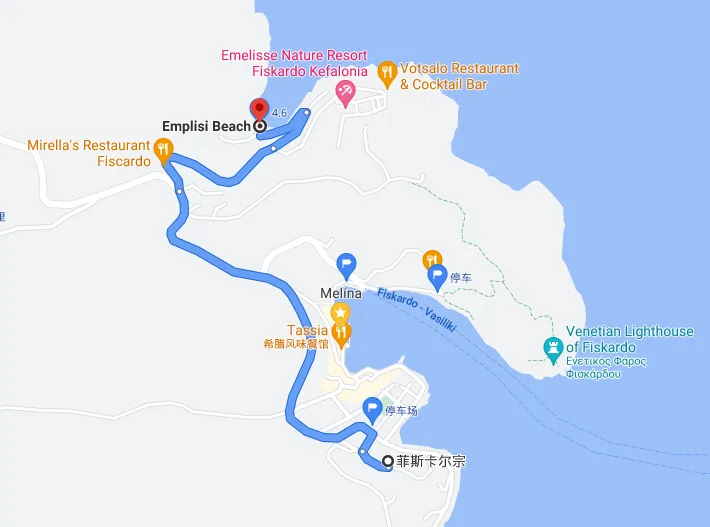 Emelisse Nature Resort
Fiskardo Kefalonia
Votsalo Restaurant
& Cocktail Bar
4.6
Emplisi Beach
Mirella's Restaurant
Fiscardo
里
停车
Melina
Fiskardo - Vasiliki
Tassia
希腊风味餐馆
Venetian Lighthouse
of Fiskardo
Ενετικός Φάρος
Φισκάρδου
停车场
菲斯卡尔宗